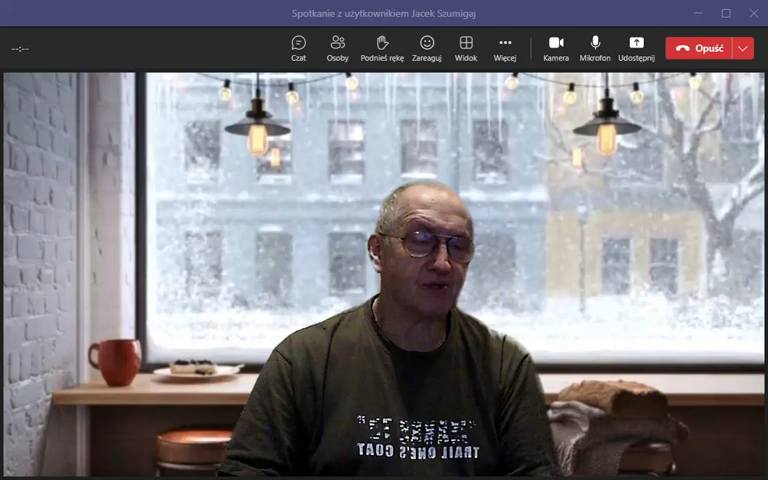 Spotkanie z użytkownikiem Jacek Szumigaj
--:--
Czat Osoby Podnieś rękę Zareaguj Widok Więcej Kamera Mikrofon Udostępnij Opuść
TRAIL ONE'S COAT